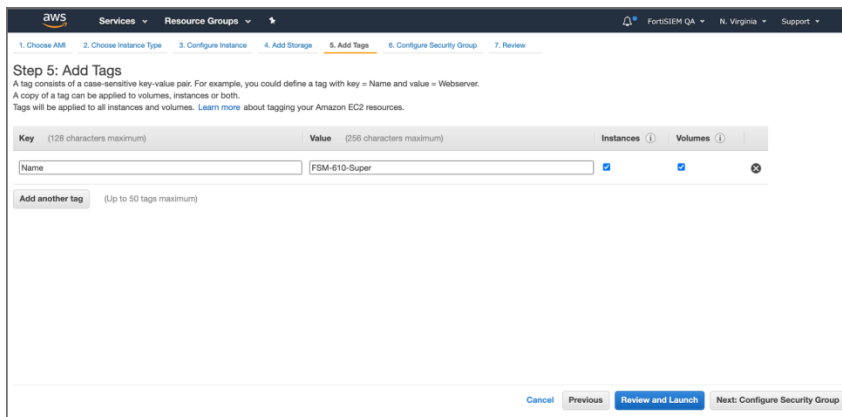 aws Services Resource Groups FortiSIEM QA N. Virginia Support
1. Choose AMI 2. Choose Instance Type 3. Configure Instance 4. Add Storage 5. Add Tags 6. Configure Security Group 7. Review
Step 5: Add Tags
A tag consists of a case-sensitive key-value pair. For example, you could define a tag with key = Name and value = Webserver.
A copy of a tag can be applied to volumes, instances or both.
Tags will be applied to all instances and volumes. Learn more about tagging your Amazon EC2 resources.
Key (128 characters maximum) Value (256 characters maximum) Instances i Volumes i
Name FSM-610-Super
Add another tag (Up to 50 tags maximum)
Cancel Previous Review and Launch Next: Configure Security Group